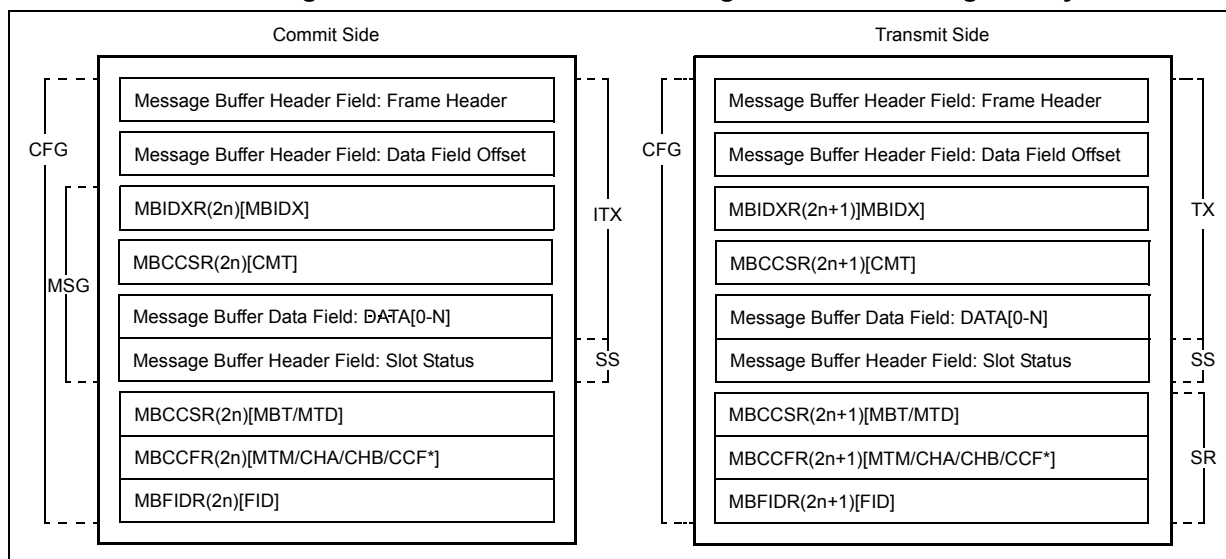 Commit Side
Transmit Side
CFG
MSG
Message Buffer Header Field: Frame Header
Message Buffer Header Field: Data Field Offset
MBIDXR(2n)[MBIDX]
MBCCSR(2n)[CMT]
Message Buffer Data Field: DATA[0-N]
Message Buffer Header Field: Slot Status
MBCCSR(2n)[MBT/MTD]
MBCCFR(2n)[MTM/CHA/CHB/CCF*]
MBFIDR(2n)[FID]
ITX
SS
CFG
Message Buffer Header Field: Frame Header
Message Buffer Header Field: Data Field Offset
MBIDXR(2n+1)]MBIDX]
MBCCSR(2n+1)[CMT]
Message Buffer Data Field: DATA[0-N]
Message Buffer Header Field: Slot Status
MBCCSR(2n+1)[MBT/MTD]
MBCCFR(2n+1)[MTM/CHA/CHB/CCF*]
MBFIDR(2n+1)[FID]
TX
SS
SR